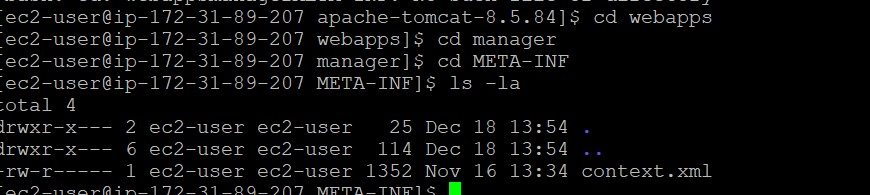 [ec2-user@ip-172-31-89-207 apache-tomcat-8.5.84]$ cd webapps
[ec2-user@ip-172-31-89-207 webapps]$ cd manager
[ec2-user@ip-172-31-89-207 manager]$ cd META-INF
[ec2-user@ip-172-31-89-207 META-INF]$ ls -la
total 4
drwxr-x--- 2 ec2-user ec2-user   25 Dec 18 13:54 .
drwxr-x--- 6 ec2-user ec2-user  114 Dec 18 13:54 ..
-rw-r----- 1 ec2-user ec2-user 1352 Nov 16 13:34 context.xml
[ec2-user@ip-172-31-89-207 META-INF]$